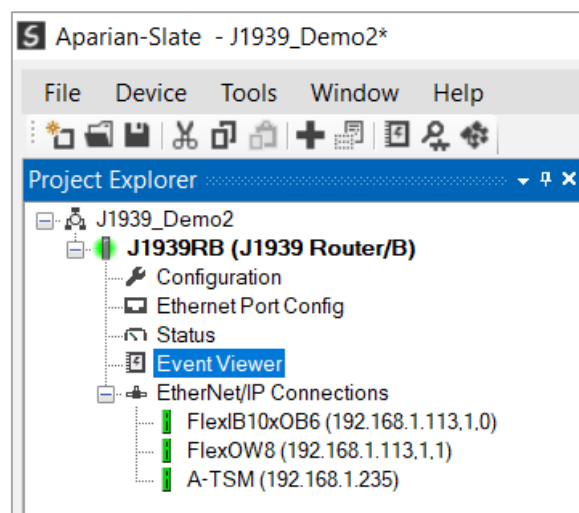 Aparian-Slate - J1939_Demo2*
File Device Tools Window Help
Project Explorer
J1939_Demo2
J1939RB (J1939 Router/B)
Configuration
Ethernet Port Config
Status
Event Viewer
EtherNet/IP Connections
FlexIB10xOB6 (192.168.1.113,1,0)
FlexOW8 (192.168.1.113,1,1)
A-TSM (192.168.1.235)